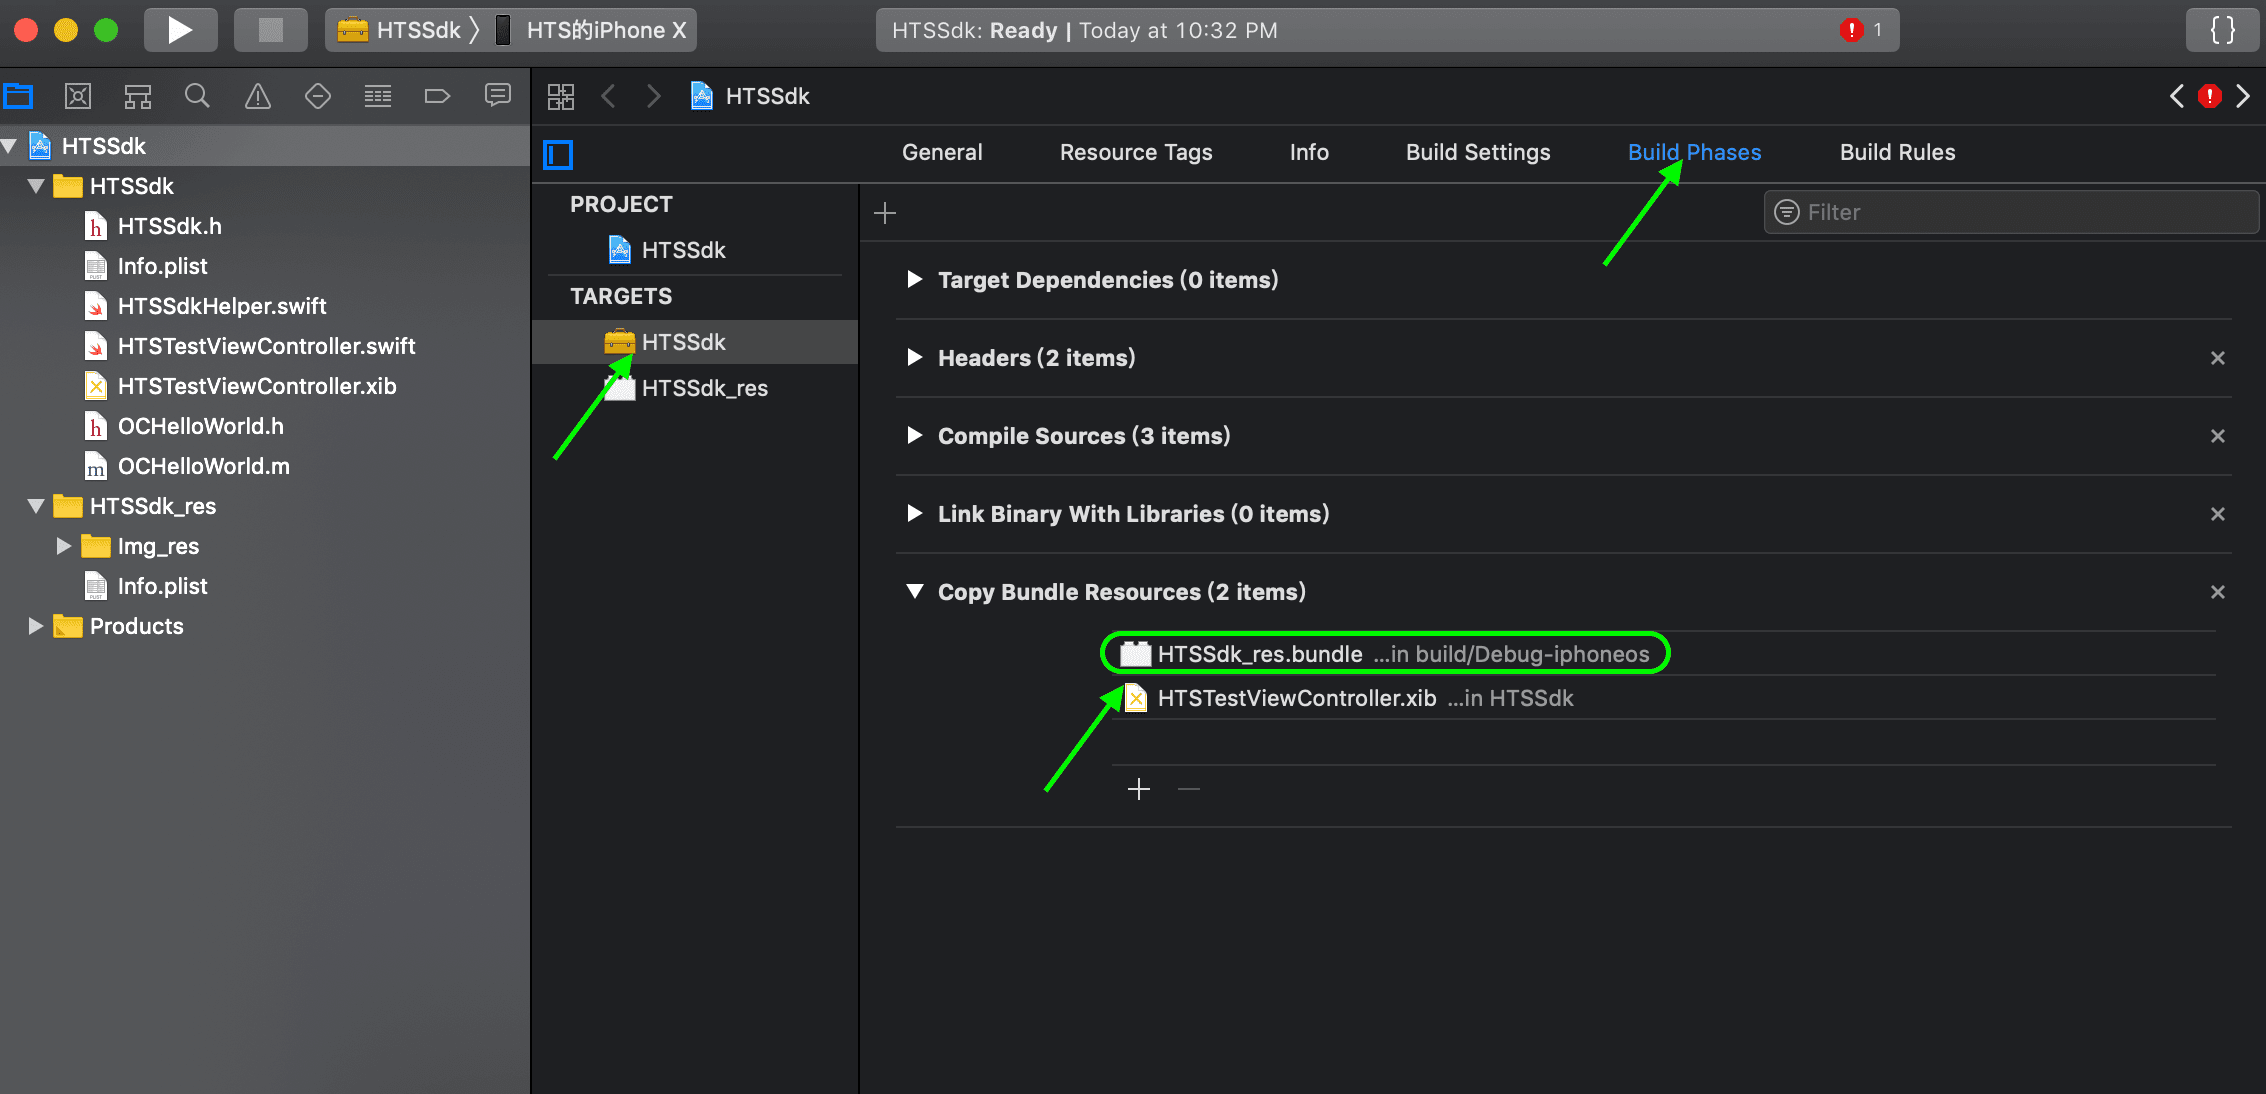 HTSSdk 〉 HTS的iPhone X
HTSSdk: Ready | Today at 10:32 PM
1
{}
HTSSdk
General
Resource Tags
Info
Build Settings
Build Phases
Build Rules
HTSSdk
HTSSdk
HTSSdk.h
Info.plist
HTSSdkHelper.swift
HTSTestViewController.swift
HTSTestViewController.xib
OCHelloWorld.h
OCHelloWorld.m
HTSSdk_res
Img_res
Info.plist
Products
PROJECT
HTSSdk
TARGETS
HTSSdk
HTSSdk_res
Filter
Target Dependencies (0 items)
Headers (2 items)
Compile Sources (3 items)
Link Binary With Libraries (0 items)
Copy Bundle Resources (2 items)
HTSSdk_res.bundle ...in build/Debug-iphoneos
HTSTestViewController.xib ...in HTSSdk